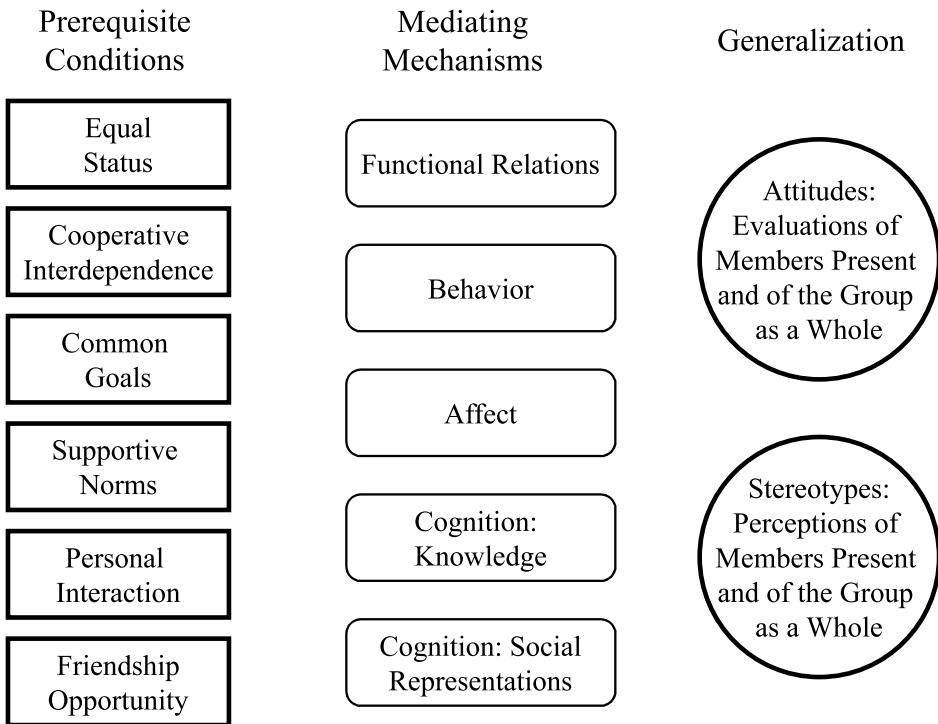 Prerequisite
Conditions
Equal
Status
Cooperative
Interdependence
Common
Goals
Supportive
Norms
Personal
Interaction
Friendship
Opportunity
Mediating
Mechanisms
Functional Relations
Behavior
Affect
Cognition:
Knowledge
Cognition: Social
Representations
Generalization
Attitudes:
Evaluations of
Members Present
and of the Group
as a Whole
Stereotypes:
Perceptions of
Members Present
and of the Group
as a Whole